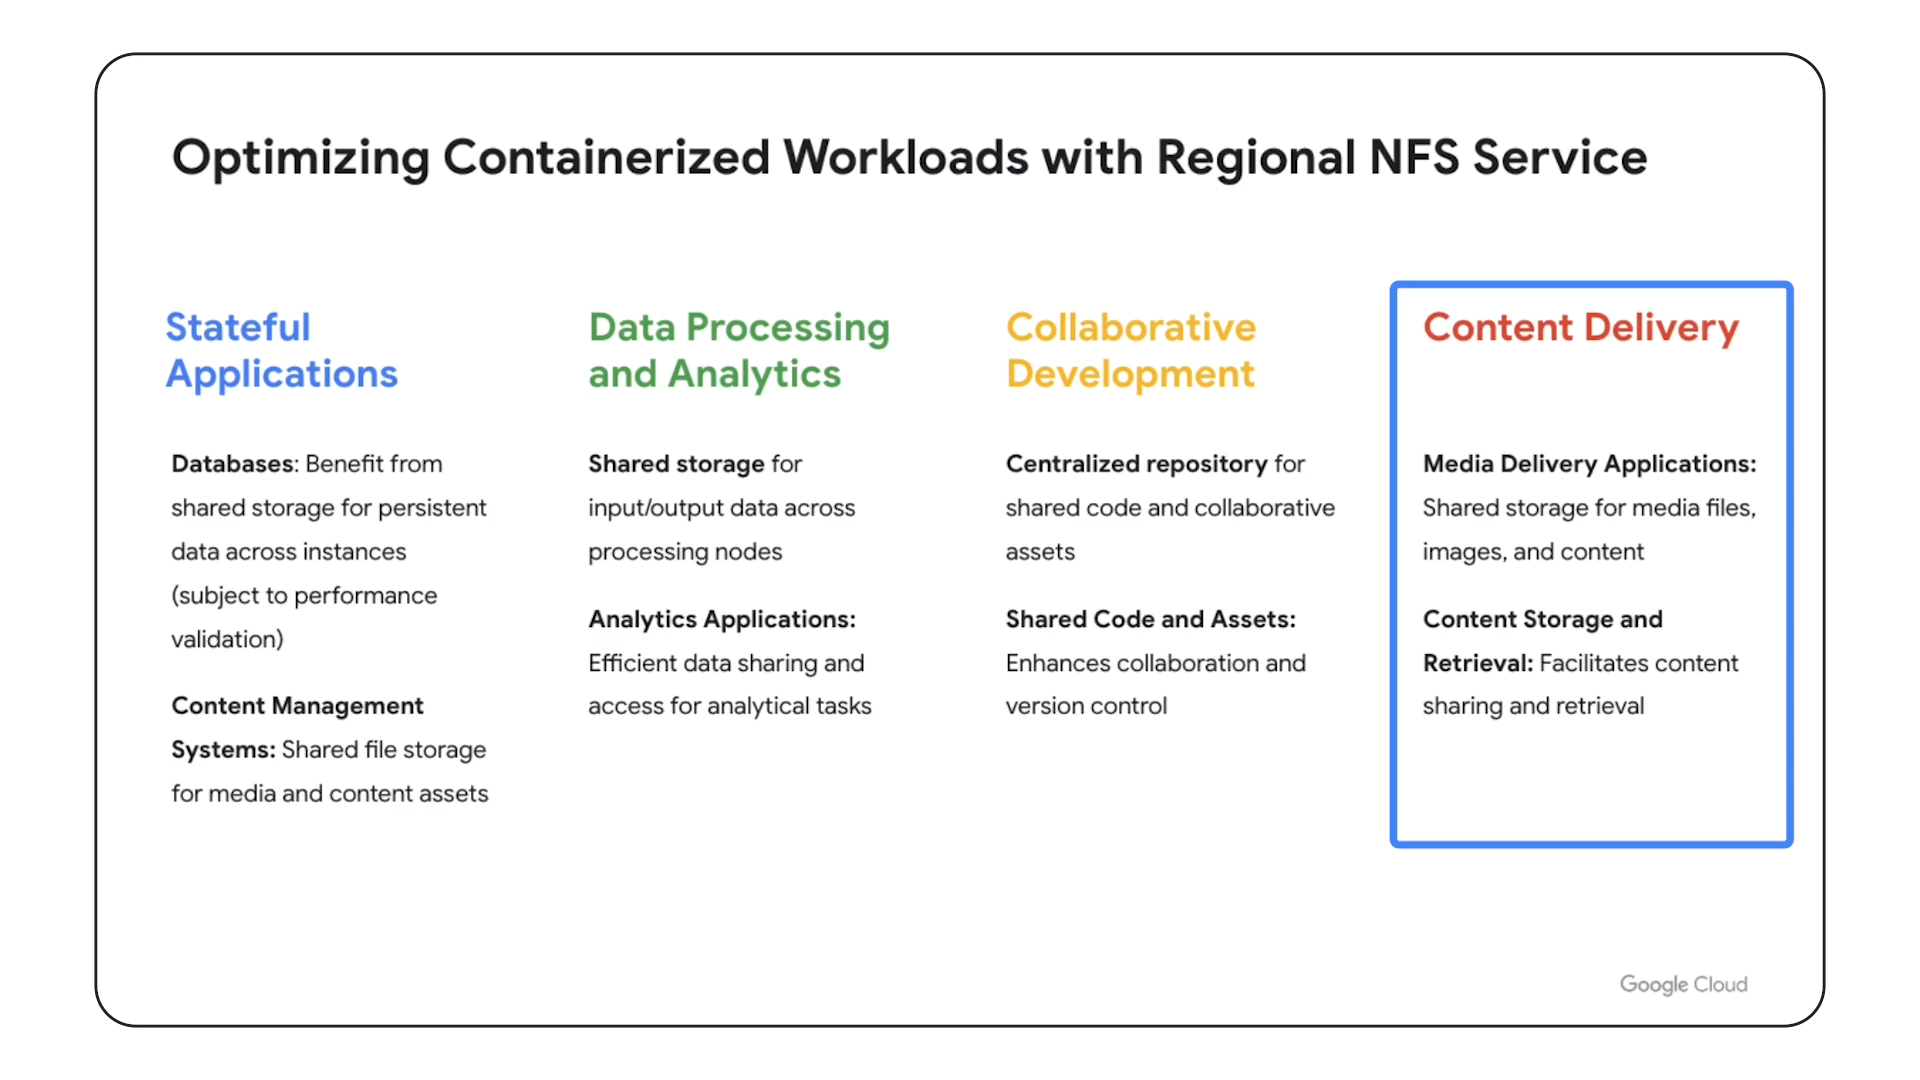 Optimizing Containerized Workloads with Regional NFS Service
Stateful
Applications
Databases: Benefit from
shared storage for persistent
data across instances
(subject to performance
validation)
Content Management
Systems: Shared file storage
for media and content assets
Data Processing
and Analytics
Shared storage for
input/output data across
processing nodes
Analytics Applications:
Efficient data sharing and
access for analytical tasks
Collaborative
Development
Centralized repository for
shared code and collaborative
assets
Shared Code and Assets:
Enhances collaboration and
version control
Content Delivery
Media Delivery Applications:
Shared storage for media files,
images, and content
Content Storage and
Retrieval: Facilitates content
sharing and retrieval
Google Cloud